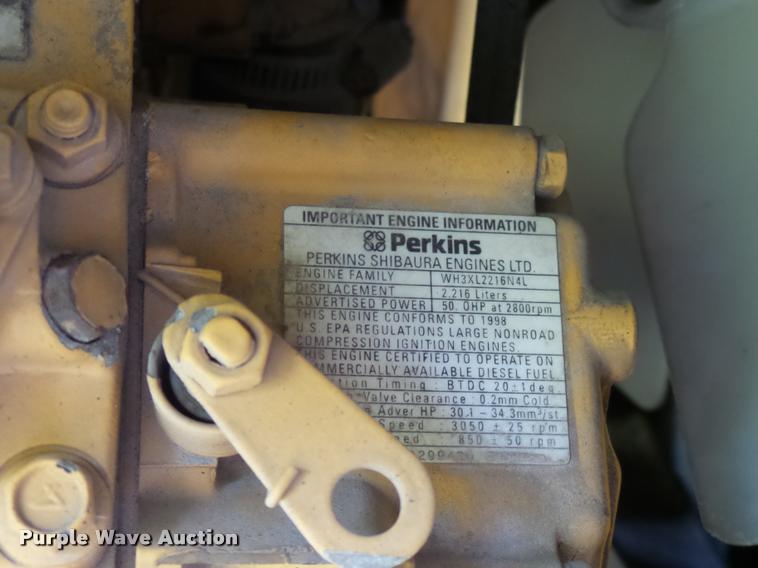 IMPORTANT ENGINE INFORMATION
Perkins
PERKINS SHIBAURA ENGINES LTD.
ENGINE FAMILY WH3XL2216N4L
DISPLACEMENT 2.216 Liters
ADVERTISED POWER 50.0HP at 2800rpm
THIS ENGINE CONFORMS TO 1998
U.S. EPA REGULATIONS LARGE NONROAD
COMPRESSION IGNITION ENGINES.
THIS ENGINE CERTIFIED TO OPERATE ON
MMERCIALLY AVAILABLE DIESEL FUEL.
ction Timing : BTDC 20±1deg
Valve Clearance : 0.2mm Cold
Adver HP : 30.1 - 34.3mm³/st
Speed : 3050 ± 25 rpm
ed : 850 ± 50 rpm
Purple Wave Auction